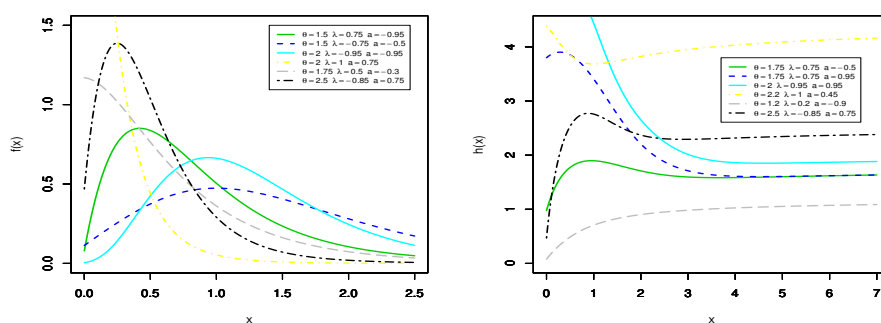 θ=1.5 λ=0.75 a=−0.95
θ=1.5 λ=−0.75 a=−0.5
θ=2 λ=−0.95 a=−0.95
θ=2 λ=1 a=0.75
θ=1.75 λ=0.5 a=−0.3
θ=2.5 λ=−0.85 a=0.75
f(x)
1.5
1.0
0.5
0.0
0.0 0.5 1.0 1.5 2.0 2.5
x
θ=1.75 λ=0.75 a=−0.5
θ=1.75 λ=0.75 a=0.95
θ=2 λ=0.95 a=0.95
θ=2.2 λ=1 a=0.45
θ=1.2 λ=0.2 a=−0.9
θ=2.5 λ=−0.85 a=0.75
h(x)
4
3
2
1
0
0 1 2 3 4 5 6 7
x